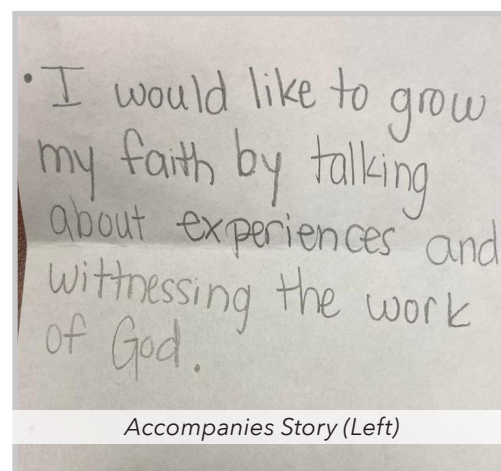 • I would like to grow
my faith by talking
about experiences and
wittnessing the work
of God.
Accompanies Story (Left)